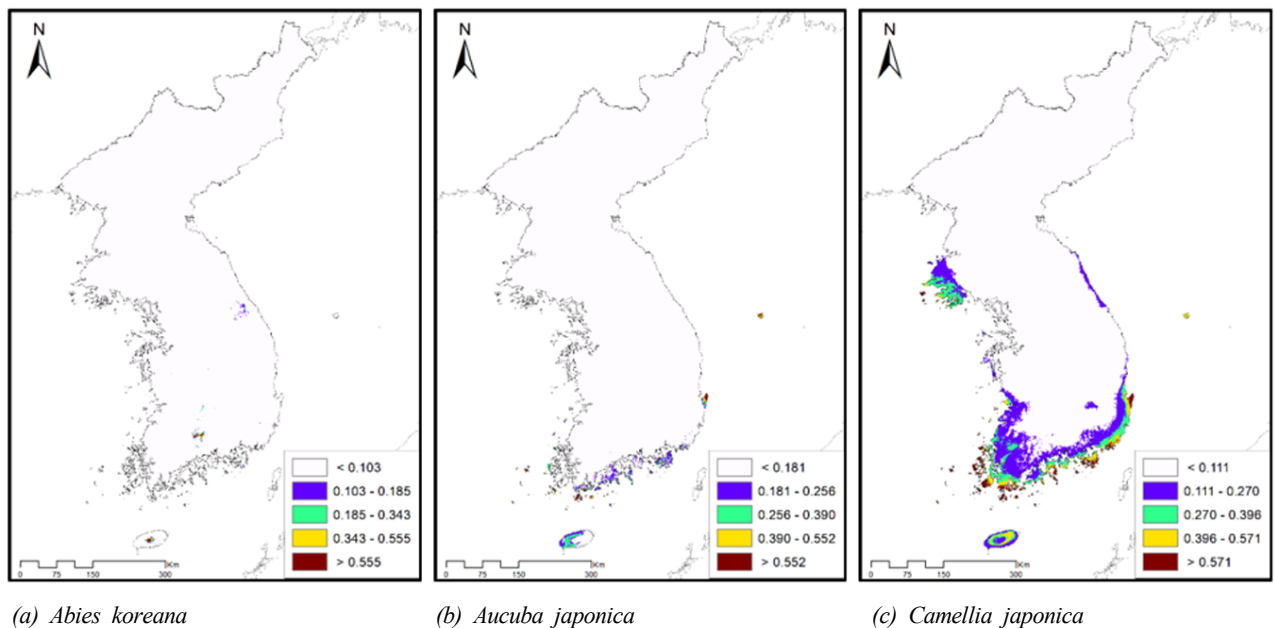 N
< 0.103
0.103 - 0.185
0.185 - 0.343
0.343 - 0.555
> 0.555
0 150 300 Km
N
< 0.181
0.181 - 0.256
0.256 - 0.390
0.390 - 0.552
> 0.552
0 150 300 Km
N
< 0.111
0.111 - 0.270
0.270 - 0.396
0.396 - 0.571
> 0.571
0 150 300 Km
(a) Abies koreana
(b) Aucuba japonica
(c) Camellia japonica